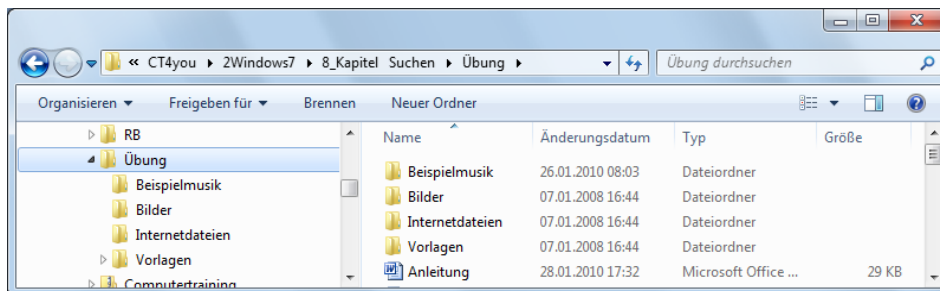 « CT4you ▸ 2Windows7 ▸ 8_Kapitel Suchen ▸ Übung ▸ Übung durchsuchen
Organisieren Freigeben für Brennen Neuer Ordner
RB
Übung
Beispielmusik
Bilder
Internetdateien
Vorlagen
Computertraining
Name Änderungsdatum Typ Größe
Beispielmusik 26.01.2010 08:03 Dateiordner
Bilder 07.01.2008 16:44 Dateiordner
Internetdateien 07.01.2008 16:44 Dateiordner
Vorlagen 07.01.2008 16:44 Dateiordner
Anleitung 28.01.2010 17:32 Microsoft Office ... 29 KB